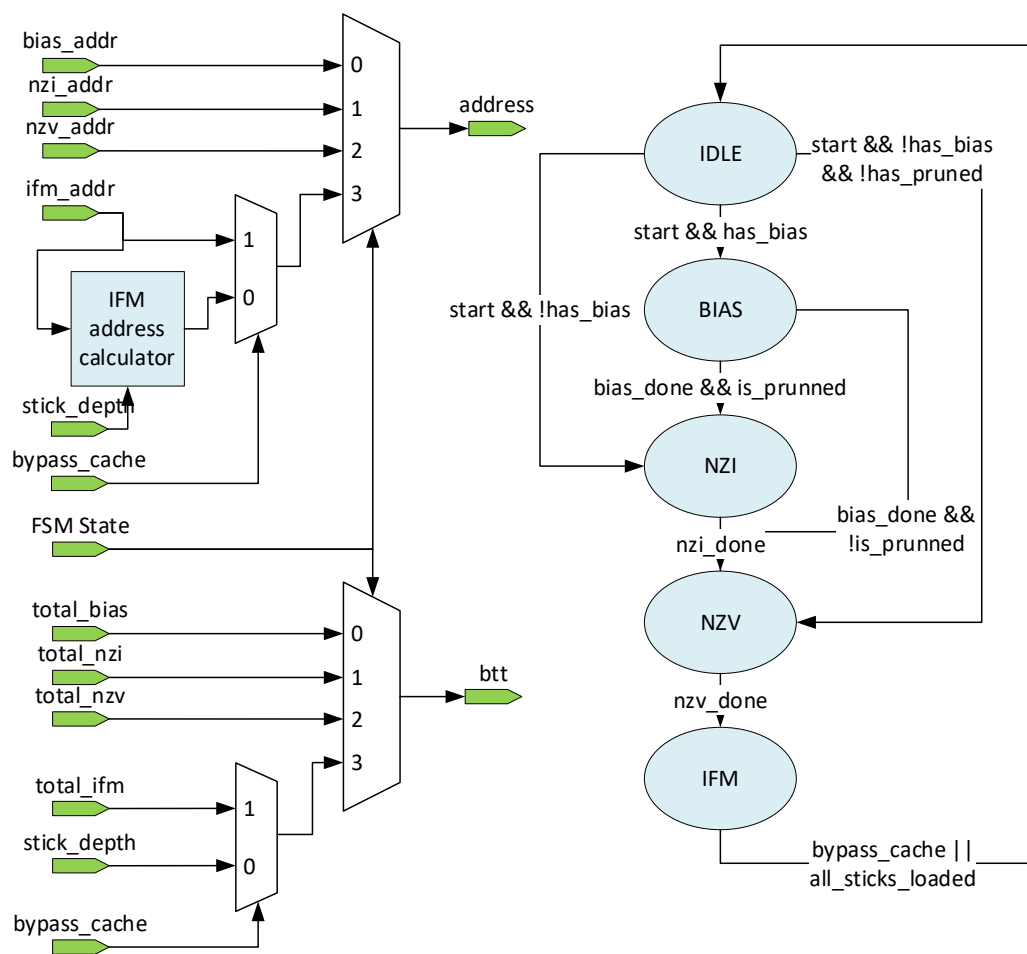 bias_addr
0
nzi_addr
1
nzv_addr
2
address
ifm_addr
3
1
IFM
address
calculator
0
stick_depth
bypass_cache
FSM State
total_bias
0
total_nzi
1
total_nzv
2
btt
3
total_ifm
1
stick_depth
0
bypass_cache
IDLE
start && !has_bias
&& !has_pruned
start && has_bias
start && !has_bias
BIAS
bias_done && is_prunned
NZI
bias_done &&
!is_prunned
nzi_done
NZV
nzv_done
IFM
bypass_cache ||
all_sticks_loaded